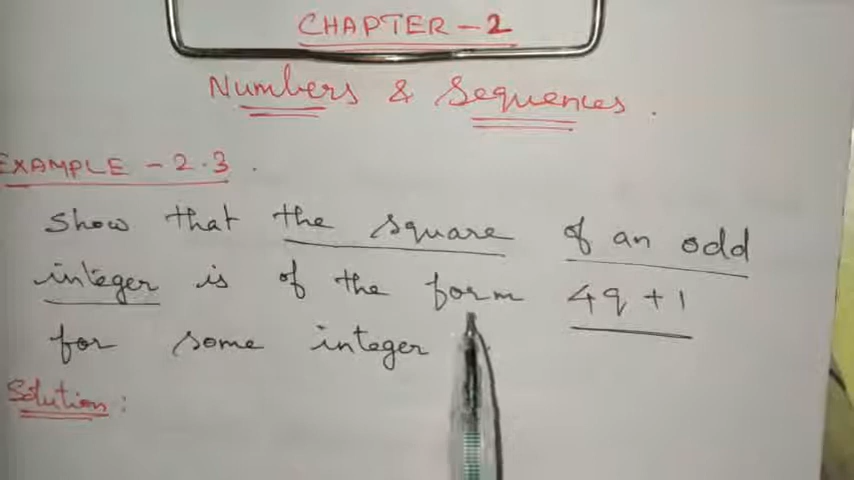 CHAPTER - 2
Numbers & Sequences.
EXAMPLE - 2.3.
Show that the square of an odd
integer is of the form 4q + 1
for some integer
Solution: